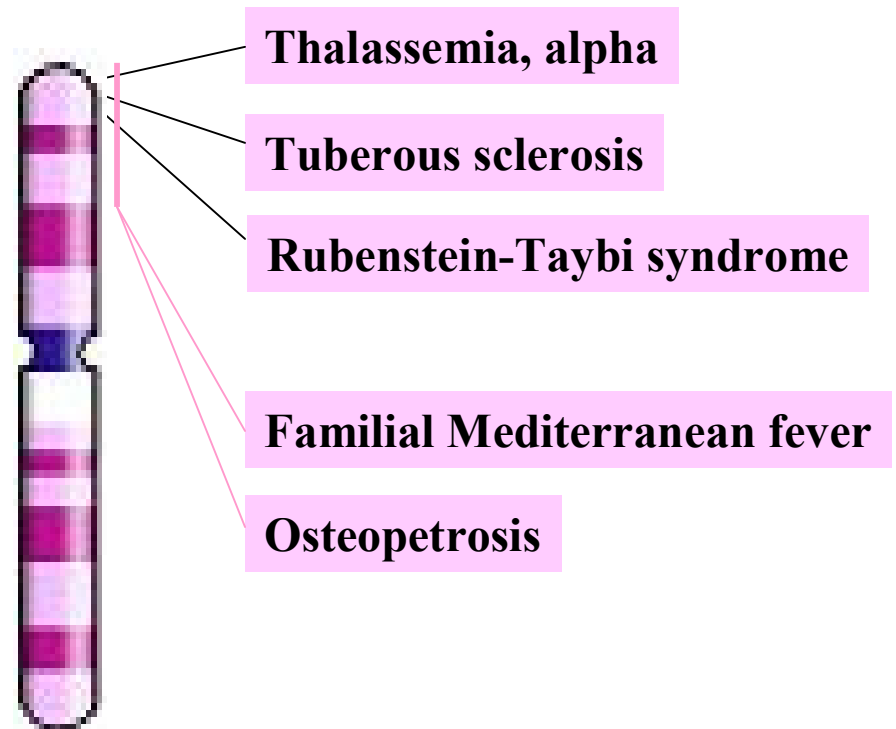 Thalassemia, alpha
Tuberous sclerosis
Rubenstein-Taybi syndrome
Familial Mediterranean fever
Osteopetrosis